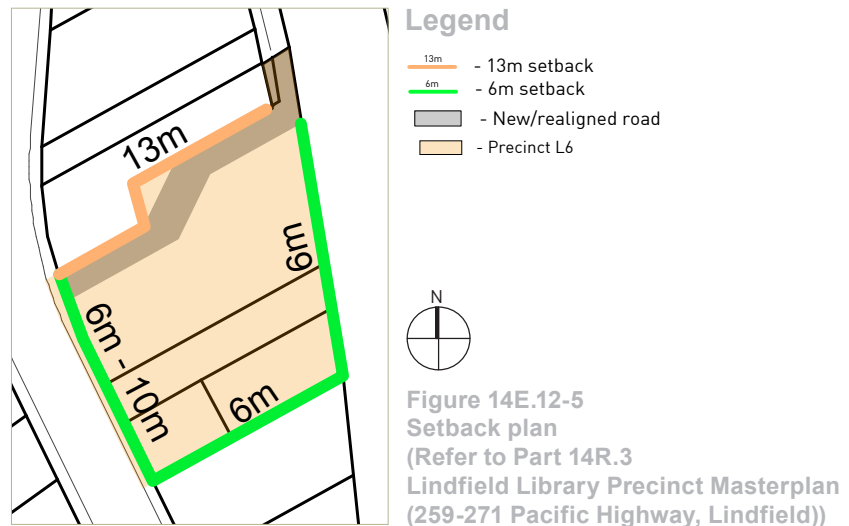 Legend
13m
- 13m setback
6m
- 6m setback
- New/realigned road
- Precinct L6
13m
6m
6m - 10m
6m
N
Figure 14E.12-5
Setback plan
(Refer to Part 14R.3
Lindfield Library Precinct Masterplan
(259-271 Pacific Highway, Lindfield))